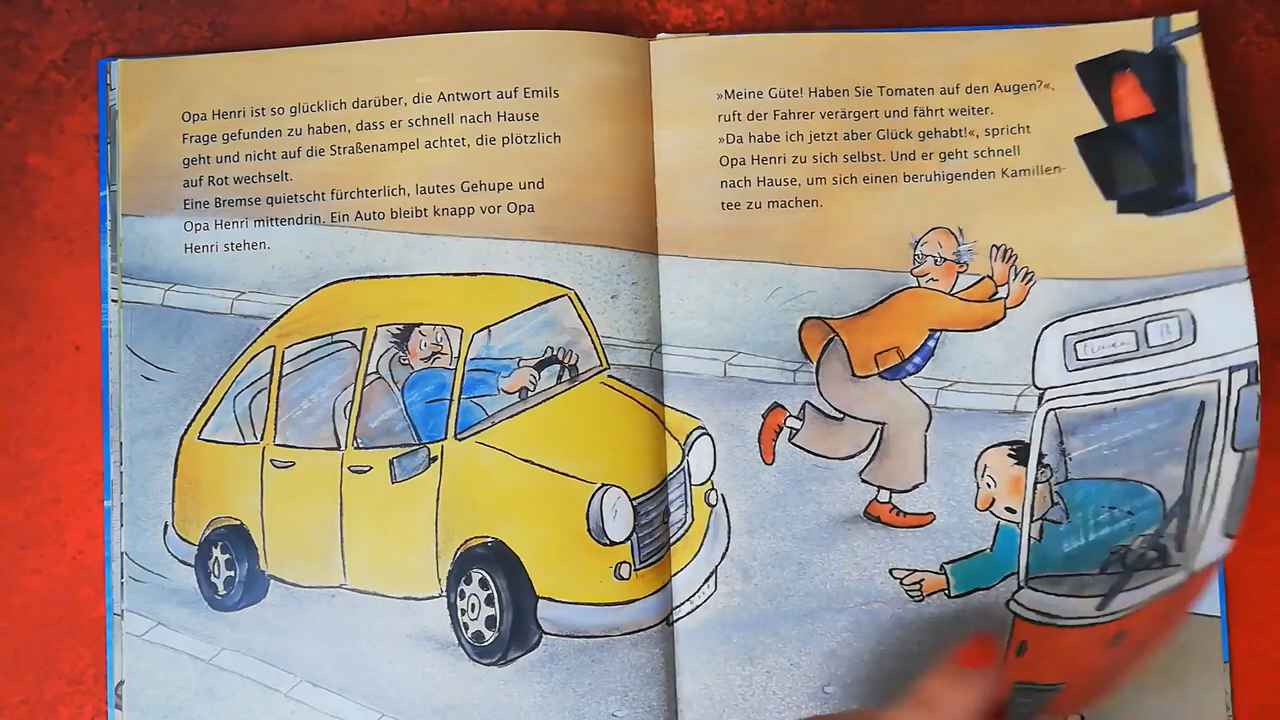 Opa Henri ist so glücklich darüber, die Antwort auf Emils
Frage gefunden zu haben, dass er schnell nach Hause
geht und nicht auf die Straßenampel achtet, die plötzlich
auf Rot wechselt.
Eine Bremse quietscht fürchterlich, lautes Gehupe und
Opa Henri mittendrin. Ein Auto bleibt knapp vor Opa
Henri stehen.
»Meine Güte! Haben Sie Tomaten auf den Augen?«,
ruft der Fahrer verärgert und fährt weiter.
»Da habe ich jetzt aber Glück gehabt!«, spricht
Opa Henri zu sich selbst. Und er geht schnell
nach Hause, um sich einen beruhigenden Kamillen-
tee zu machen.